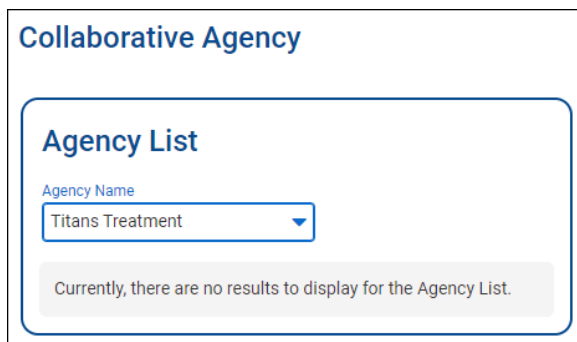 Collaborative Agency
Agency List
Agency Name
Titans Treatment
Currently, there are no results to display for the Agency List.